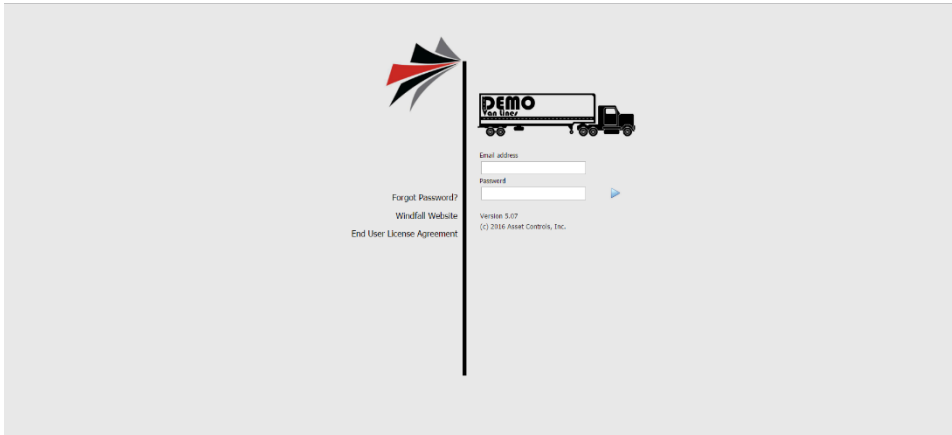 DEMO
Van Lines
Email address
Password
Forgot Password?
Windfall Website
End User License Agreement
Version 5.07
(c) 2016 Asset Controls, Inc.